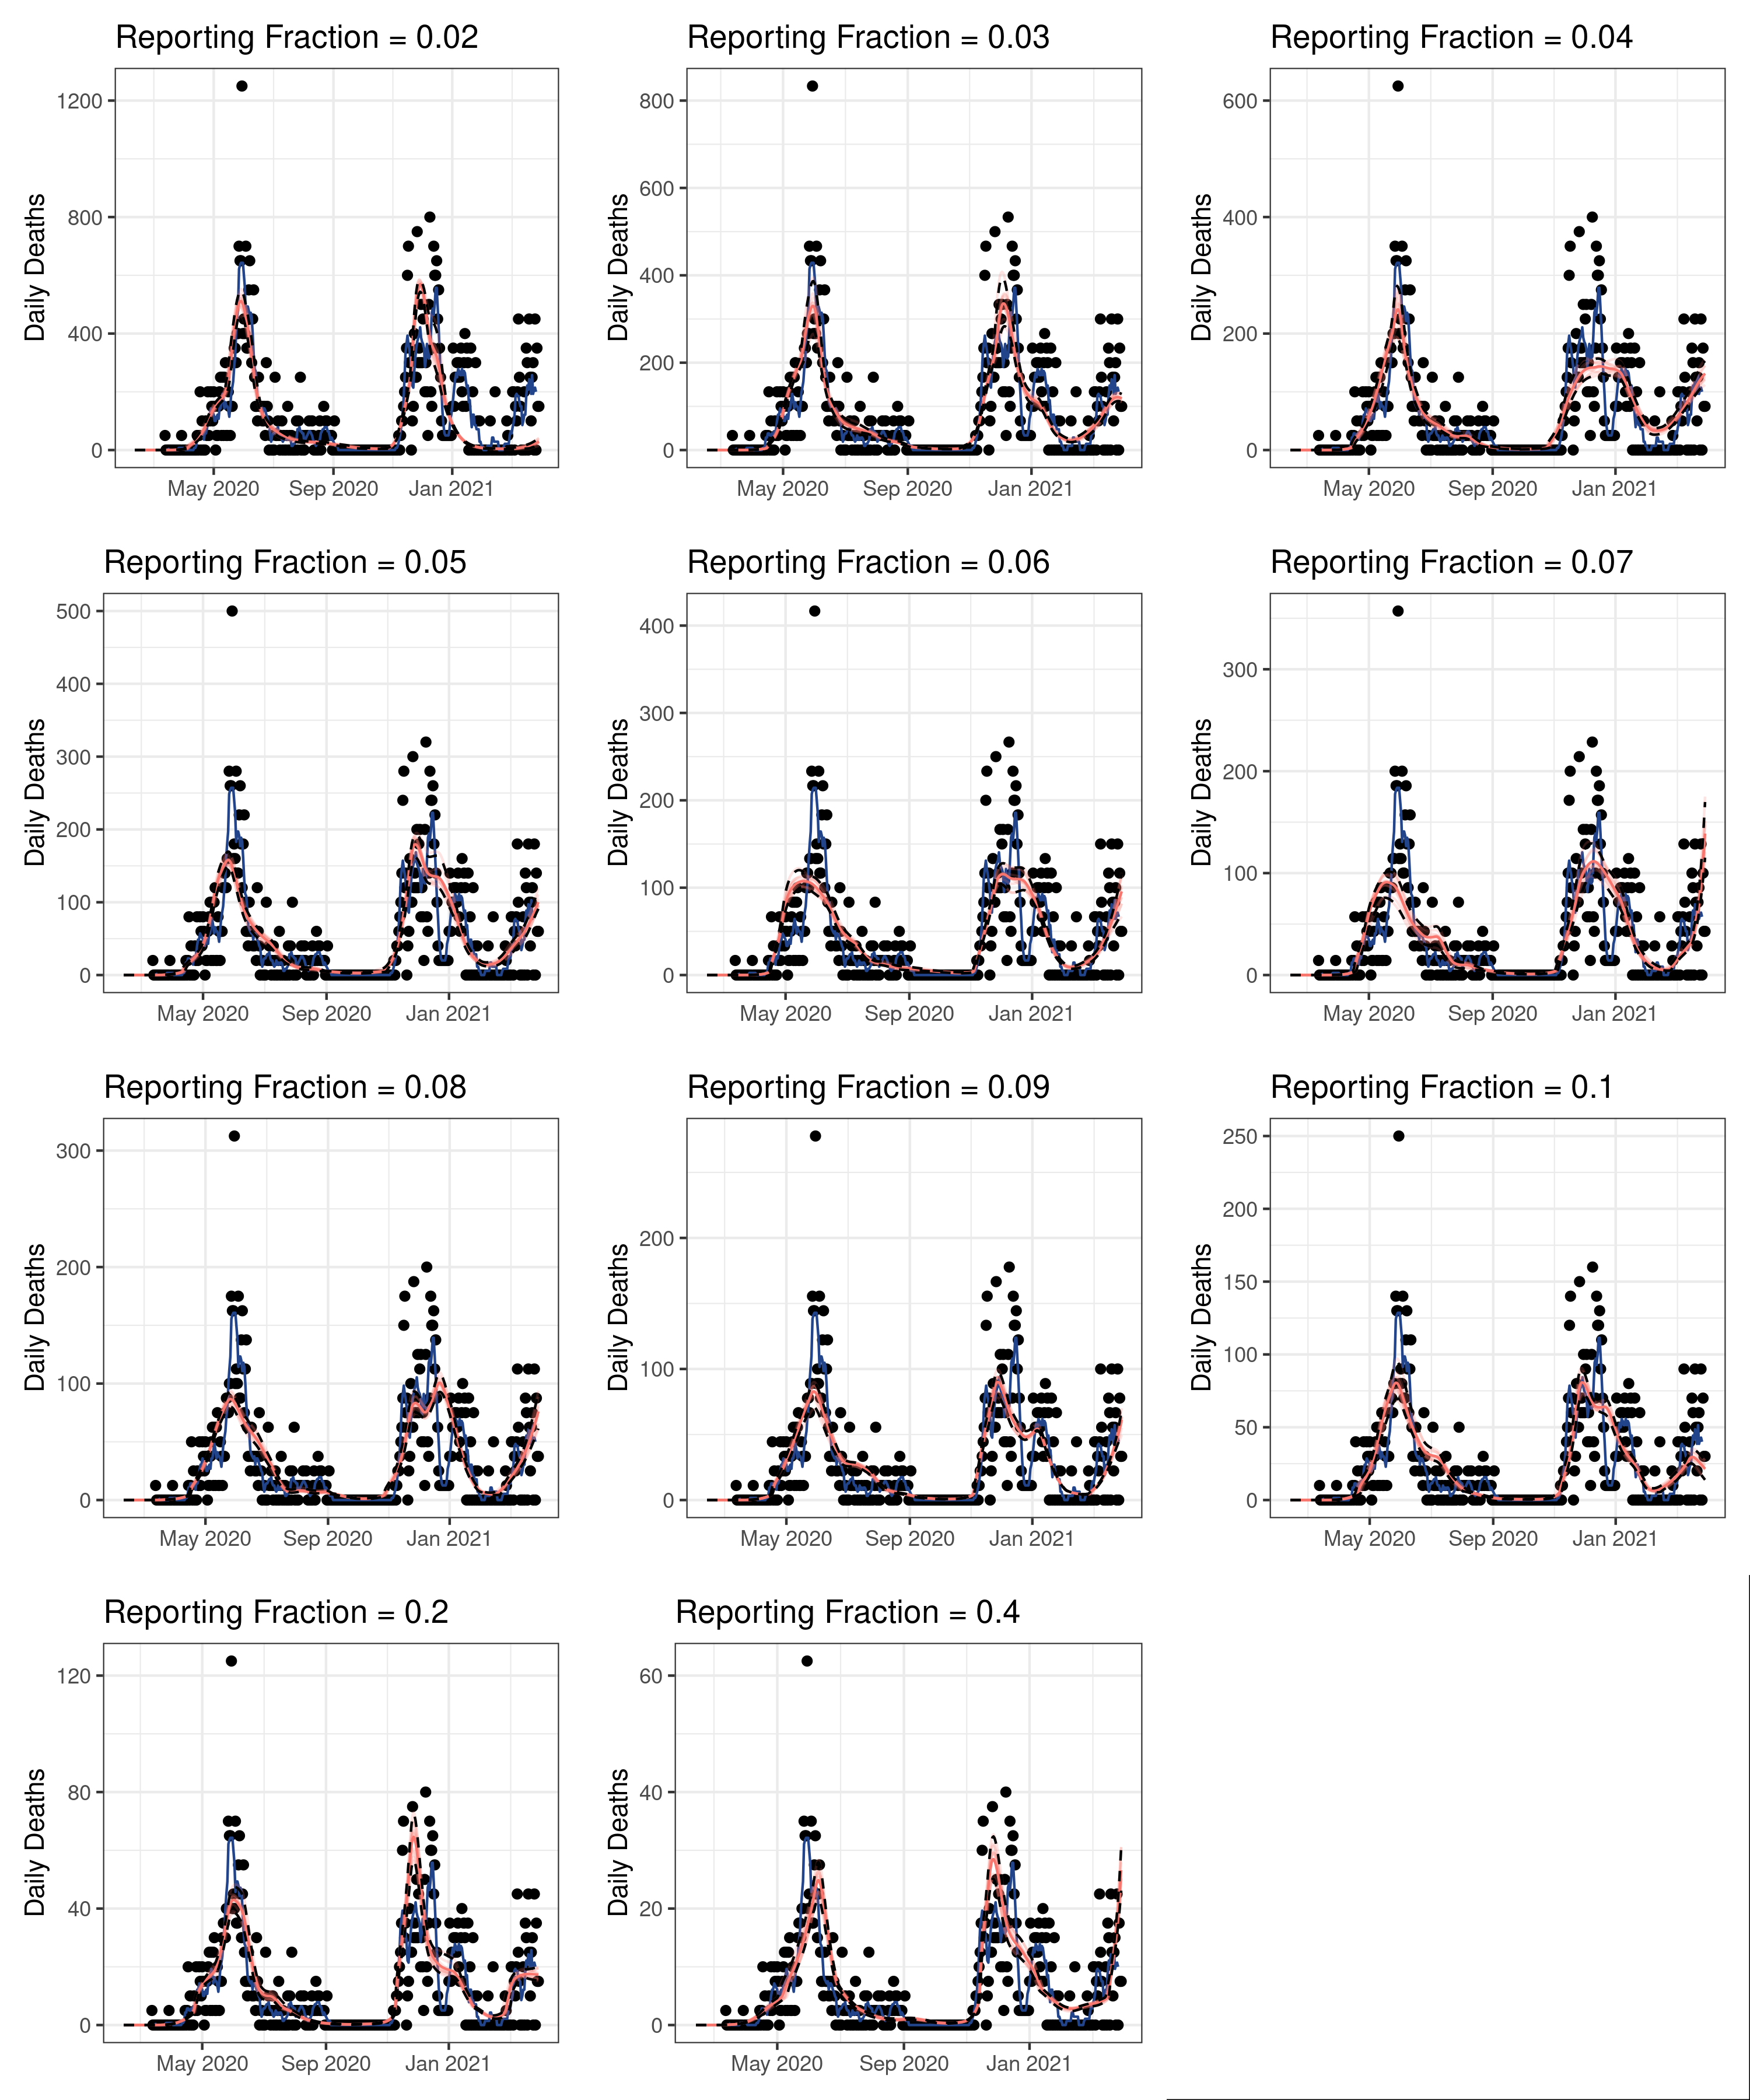 Reporting Fraction = 0.02
Daily Deaths
1200
800
400
0
May 2020 Sep 2020 Jan 2021
Reporting Fraction = 0.03
Daily Deaths
800
600
400
200
0
May 2020 Sep 2020 Jan 2021
Reporting Fraction = 0.04
Daily Deaths
600
400
200
0
May 2020 Sep 2020 Jan 2021
Reporting Fraction = 0.05
Daily Deaths
500
400
300
200
100
0
May 2020 Sep 2020 Jan 2021
Reporting Fraction = 0.06
Daily Deaths
400
300
200
100
0
May 2020 Sep 2020 Jan 2021
Reporting Fraction = 0.07
Daily Deaths
300
200
100
0
May 2020 Sep 2020 Jan 2021
Reporting Fraction = 0.08
Daily Deaths
300
200
100
0
May 2020 Sep 2020 Jan 2021
Reporting Fraction = 0.09
Daily Deaths
200
100
0
May 2020 Sep 2020 Jan 2021
Reporting Fraction = 0.1
Daily Deaths
250
200
150
100
50
0
May 2020 Sep 2020 Jan 2021
Reporting Fraction = 0.2
Daily Deaths
120
80
40
0
May 2020 Sep 2020 Jan 2021
Reporting Fraction = 0.4
Daily Deaths
60
40
20
0
May 2020 Sep 2020 Jan 2021